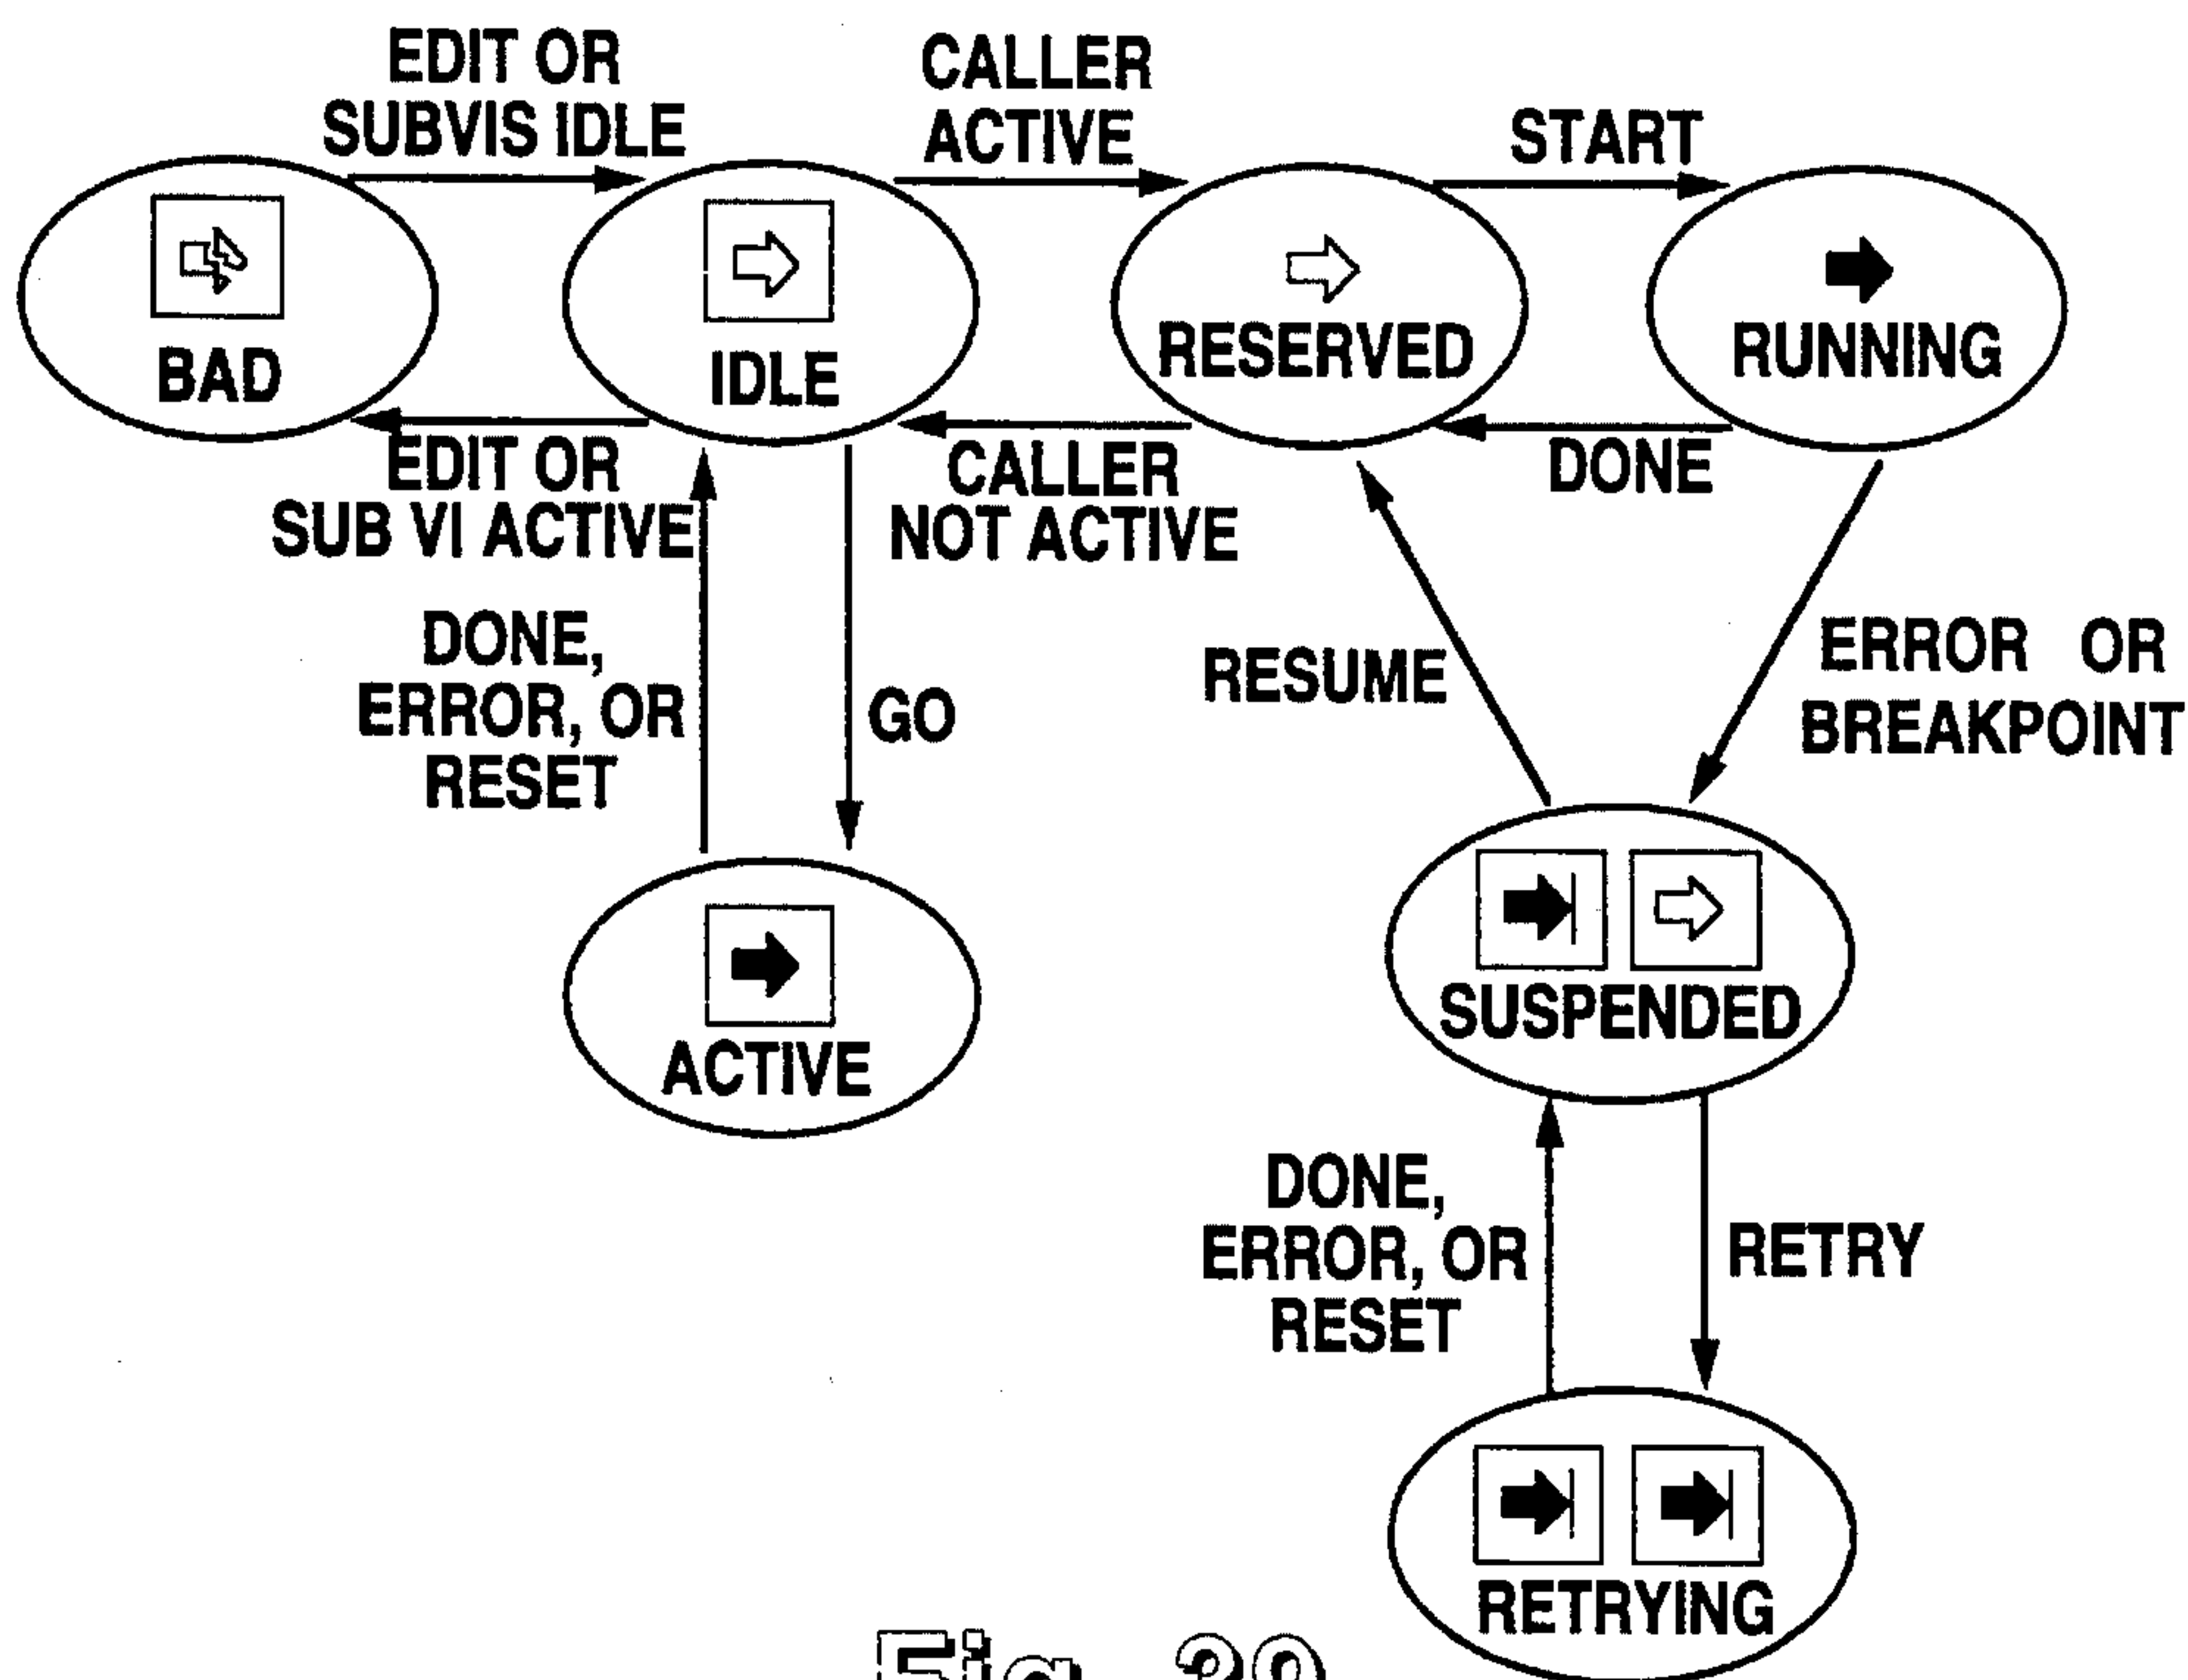 EDIT OR
SUBVIS IDLE
CALLER
ACTIVE
START
BAD
IDLE
RESERVED
RUNNING
EDIT OR
SUB VI ACTIVE
CALLER
NOT ACTIVE
DONE
DONE,
ERROR, OR
RESET
GO
RESUME
ERROR OR
BREAKPOINT
ACTIVE
SUSPENDED
DONE,
ERROR, OR
RESET
RETRY
RETRYING
Fig.